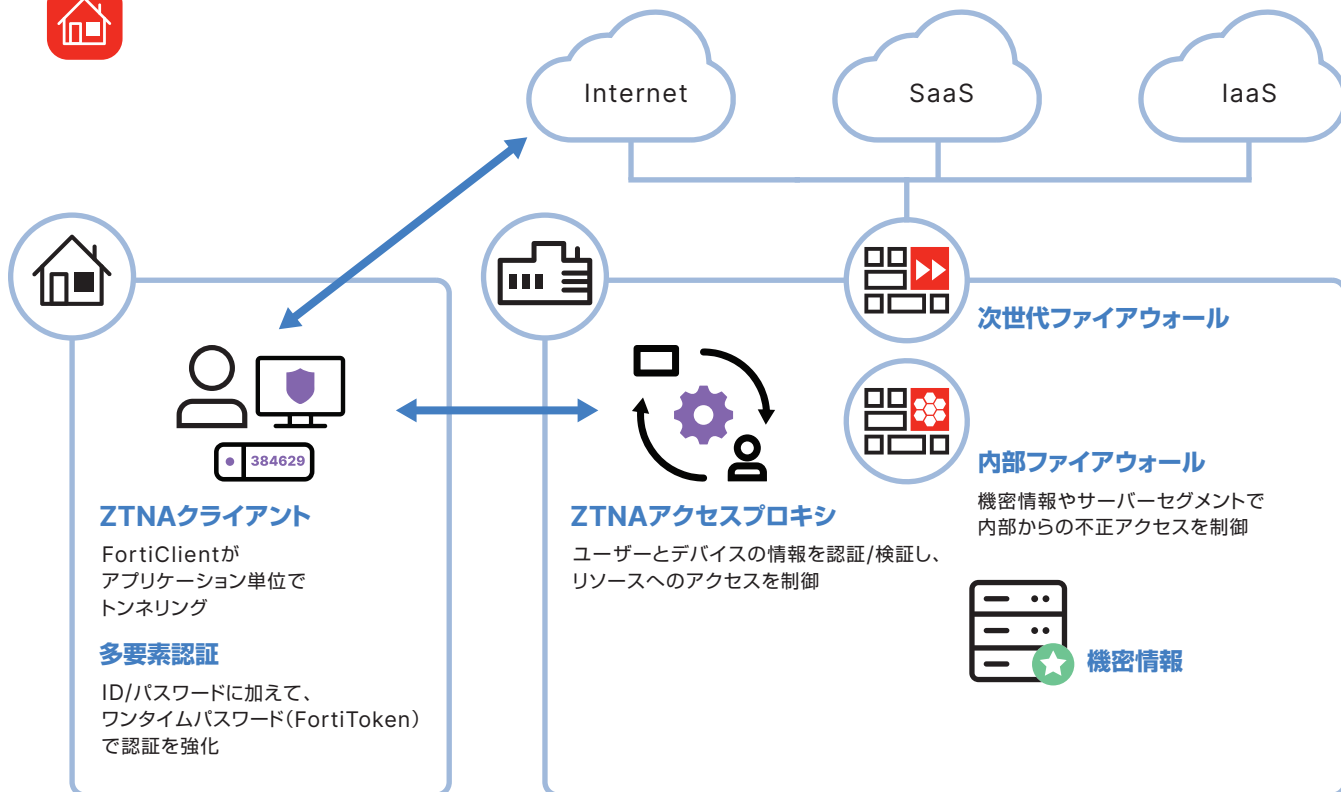 Internet
SaaS
IaaS
次世代ファイアウォール
384629
内部ファイアウォール
機密情報やサーバーセグメントで
内部からの不正アクセスを制御
ZTNAクライアント
FortiClientが
アプリケーション単位で
トンネリング
多要素認証
ID/パスワードに加えて、
ワンタイムパスワード(FortiToken)
で認証を強化
ZTNAアクセスプロキシ
ユーザーとデバイスの情報を認証/検証し、
リソースへのアクセスを制御
機密情報